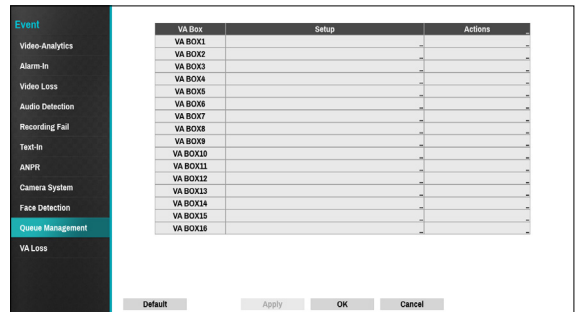 Event
Video-Analytics
Alarm-In
Video Loss
Audio Detection
Recording Fail
Text-In
ANPR
Camera System
Face Detection
Queue Management
VA Loss
VA Box Setup Actions ...
VA BOX1 ... ...
VA BOX2 ... ...
VA BOX3 ... ...
VA BOX4 ... ...
VA BOX5 ... ...
VA BOX6 ... ...
VA BOX7 ... ...
VA BOX8 ... ...
VA BOX9 ... ...
VA BOX10 ... ...
VA BOX11 ... ...
VA BOX12 ... ...
VA BOX13 ... ...
VA BOX14 ... ...
VA BOX15 ... ...
VA BOX16 ... ...
Default Apply OK Cancel